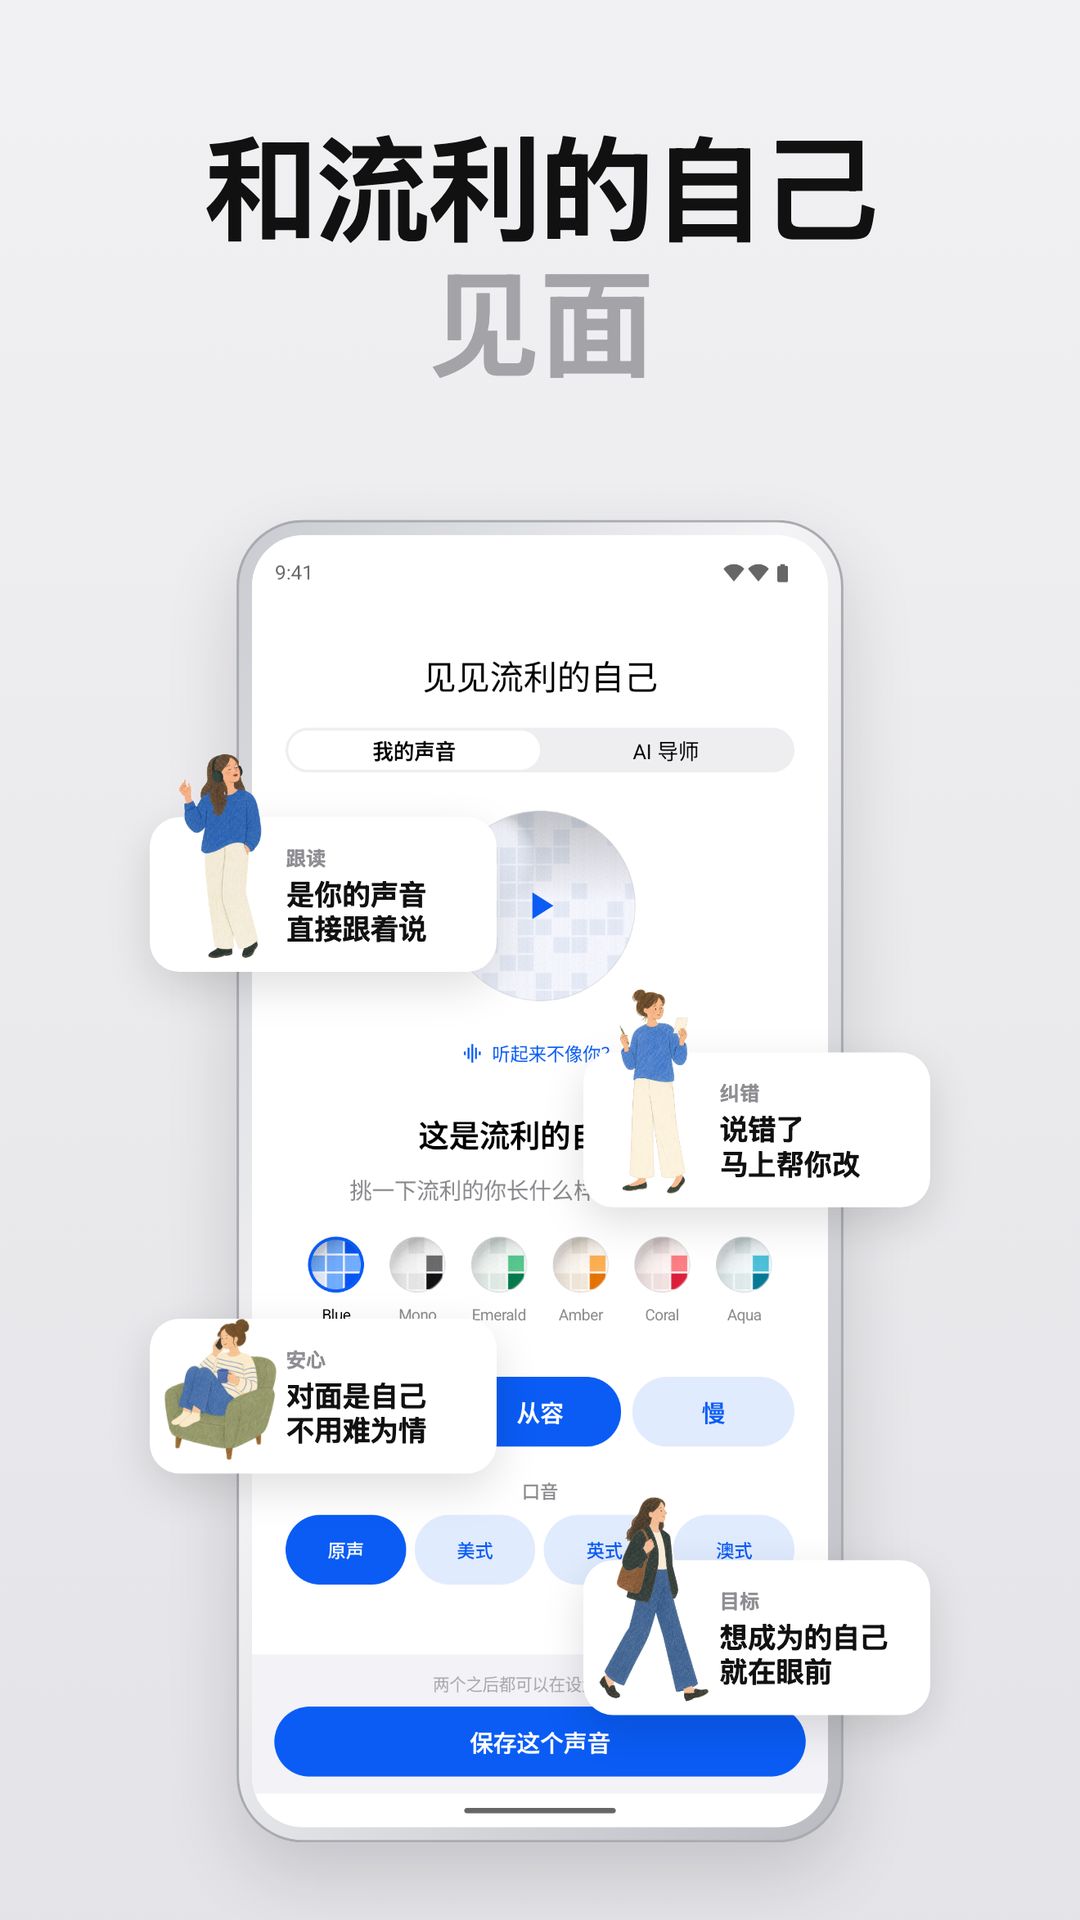 和流利的自己
见面
9:41
见见流利的自己
我的声音
AI 导师
跟读
是你的声音
直接跟着说
听起来不像你?
纠错
说错了
马上帮你改
这是流利的自
挑一下流利的你长什么样
Blue
Mono
Emerald
Amber
Coral
Aqua
安心
对面是自己
不用难为情
从容
慢
口音
原声
美式
英式
澳式
目标
想成为的自己
就在眼前
两个之后都可以在设
保存这个声音